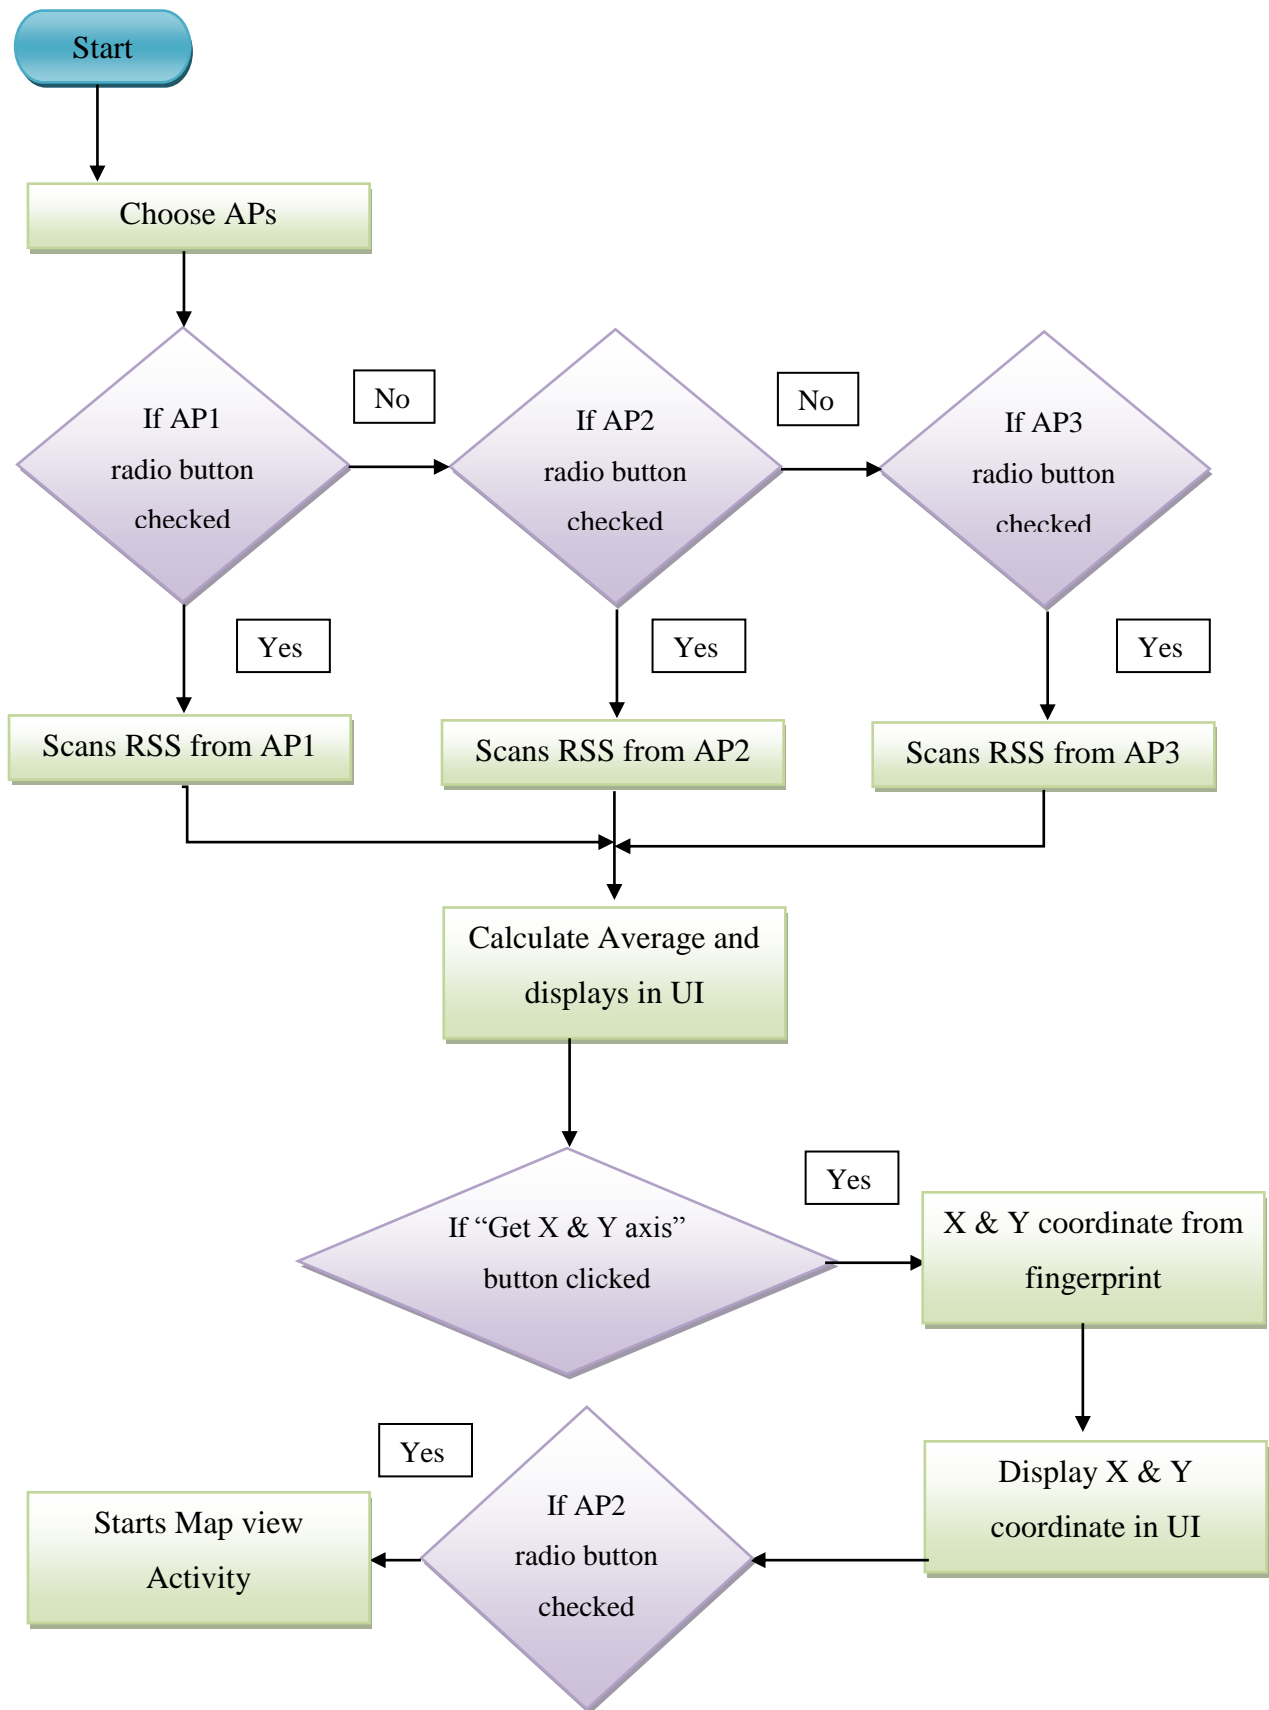 Start
Choose APs
If AP1
radio button
checked
No
If AP2
radio button
checked
No
If AP3
radio button
checked
Yes
Yes
Yes
Scans RSS from AP1
Scans RSS from AP2
Scans RSS from AP3
Calculate Average and
displays in UI
If “Get X & Y axis”
button clicked
Yes
X & Y coordinate from
fingerprint
Display X & Y
coordinate in UI
If AP2
radio button
checked
Yes
Starts Map view
Activity